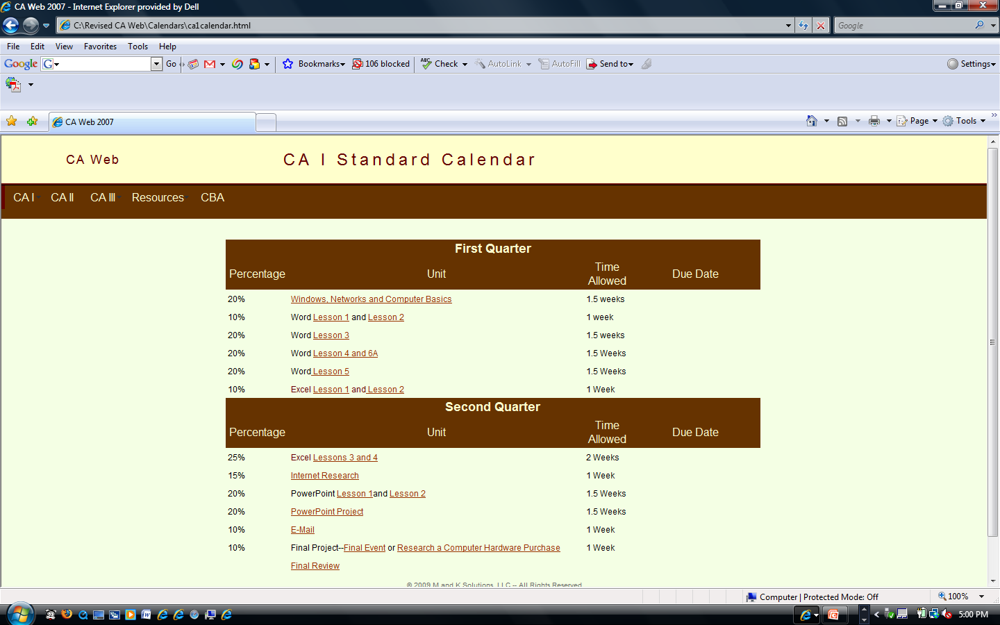 CA Web 2007 - Internet Explorer provided by Dell
C:\Revised CA Web\Calendars\ca1calendar.html
Google
File Edit View Favorites Tools Help
Google G Go Bookmarks 106 blocked ABC Check AutoLink AutoFill Send to Settings
CA Web 2007 Page Tools
CA Web CA I Standard Calendar
CA I CA II CA III Resources CBA
First Quarter
Percentage Unit Time Allowed Due Date
20% Windows, Networks and Computer Basics 1.5 weeks
10% Word Lesson 1 and Lesson 2 1 week
20% Word Lesson 3 1.5 weeks
20% Word Lesson 4 and 6A 1.5 Weeks
20% Word Lesson 5 1.5 Weeks
10% Excel Lesson 1 and Lesson 2 1 Week
Second Quarter
Percentage Unit Time Allowed Due Date
25% Excel Lessons 3 and 4 2 Weeks
15% Internet Research 1 Week
20% PowerPoint Lesson 1and Lesson 2 1.5 Weeks
20% PowerPoint Project 1.5 Weeks
10% E-Mail 1 Week
10% Final Project--Final Event or Research a Computer Hardware Purchase 1 Week
Final Review
© 2009 M and K Solutions, LLC -- All Rights Reserved
Computer | Protected Mode: Off 100%
5:00 PM